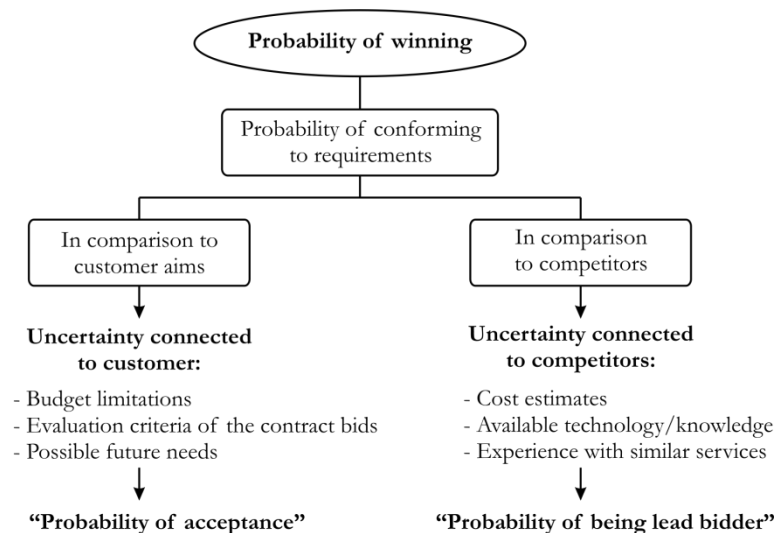 Probability of winning
Probability of conforming
to requirements
In comparison to
customer aims
Uncertainty connected
to customer:
- Budget limitations
- Evaluation criteria of the contract bids
- Possible future needs
“Probability of acceptance”
In comparison
to competitors
Uncertainty connected
to competitors:
- Cost estimates
- Available technology/knowledge
- Experience with similar services
“Probability of being lead bidder”